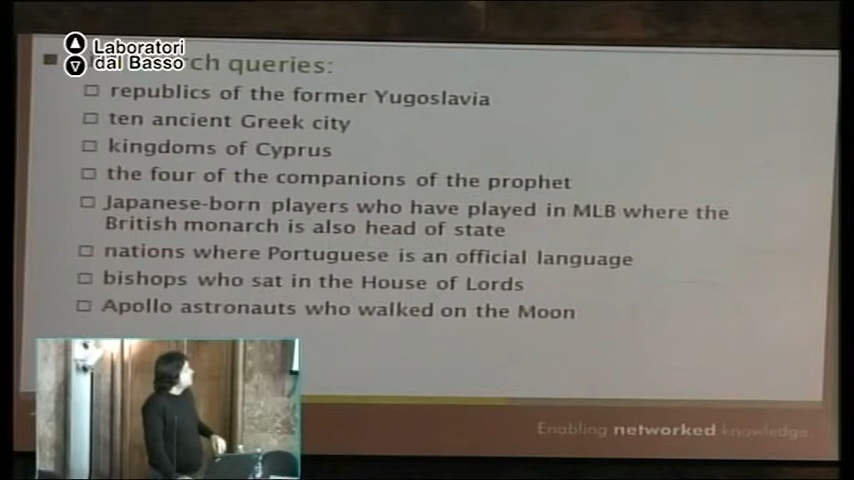 Laboratori
dal Basso
search queries:
republics of the former Yugoslavia
ten ancient Greek city
kingdoms of Cyprus
the four of the companions of the prophet
Japanese-born players who have played in MLB where the
British monarch is also head of state
nations where Portuguese is an official language
bishops who sat in the House of Lords
Apollo astronauts who walked on the Moon
Enabling networked knowledge